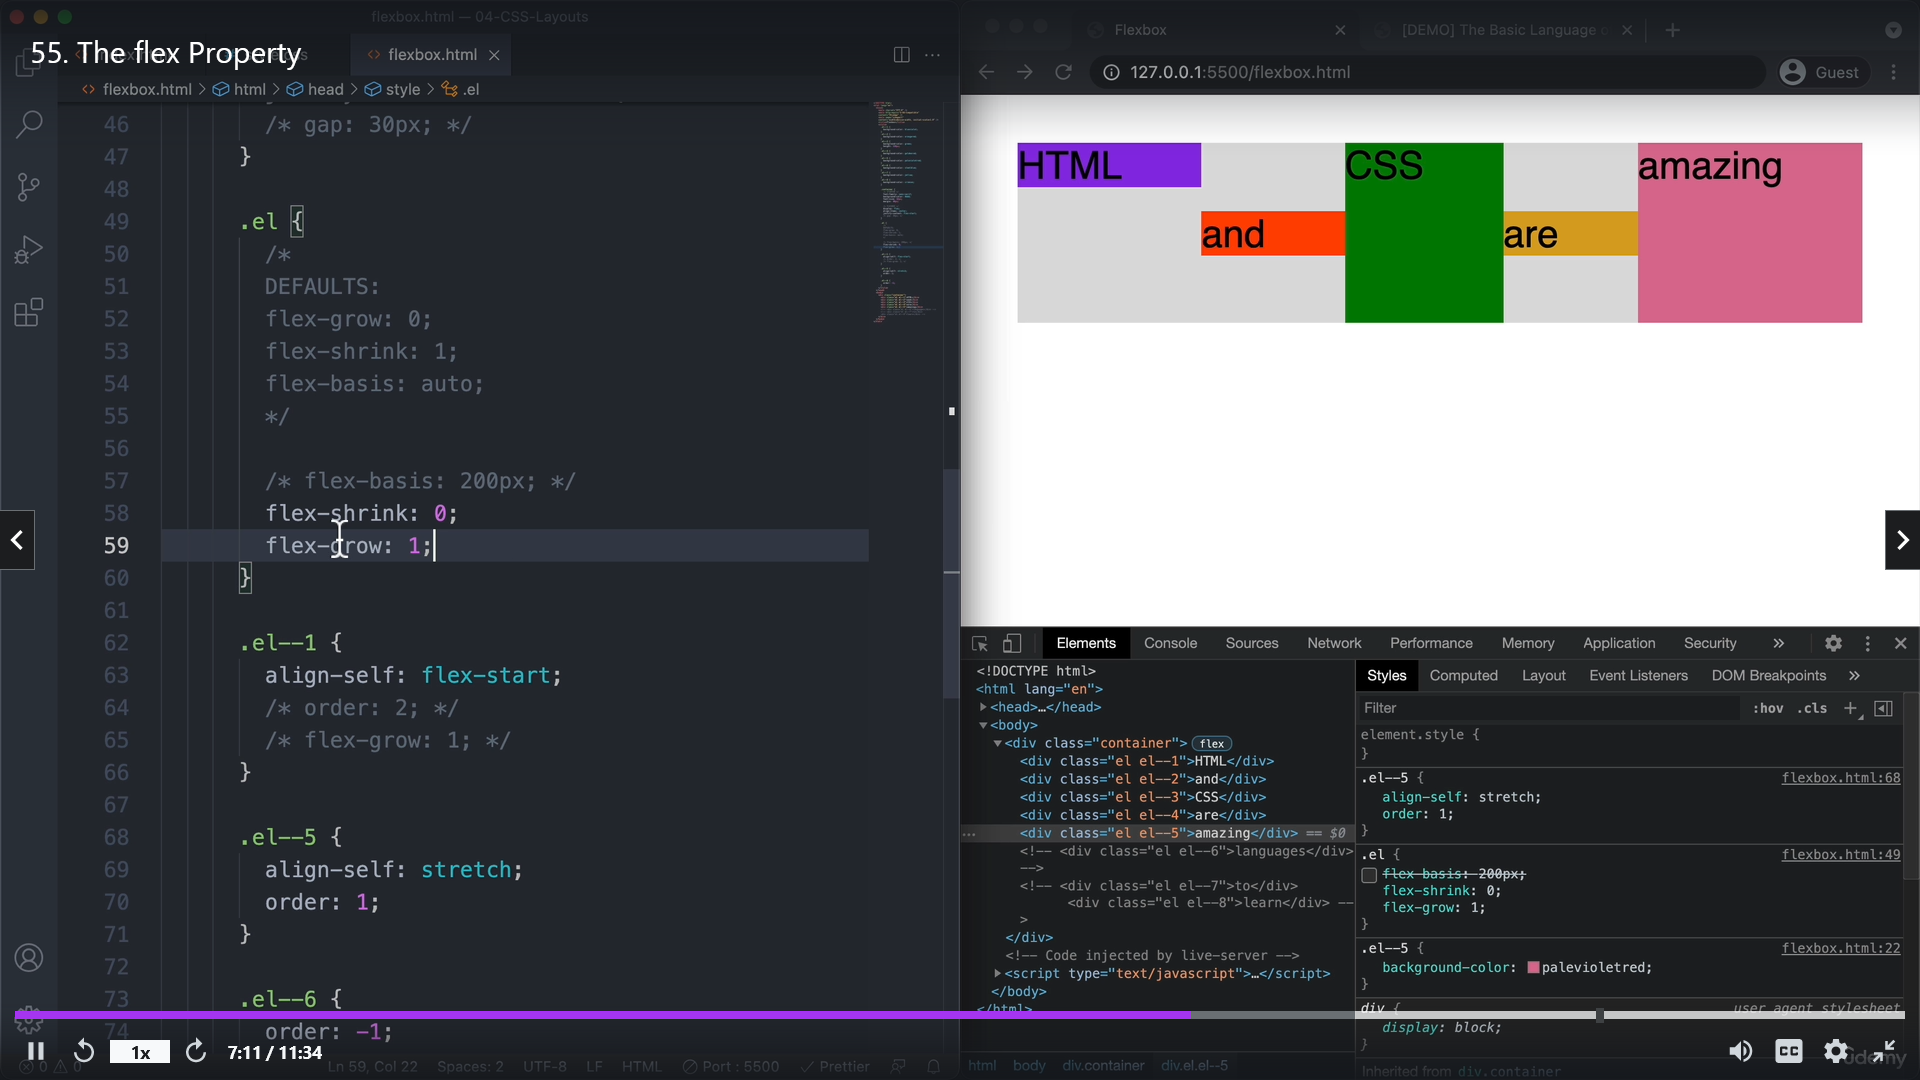 flexbox.html — 04-CSS-Layouts
55. The flex Property
flexbox.html
flexbox.html > html > head > style > .el
46 /* gap: 30px; */
47 }
48
49 .el {
50 /*
51 DEFAULTS:
52 flex-grow: 0;
53 flex-shrink: 1;
54 flex-basis: auto;
55 */
56
57 /* flex-basis: 200px; */
58 flex-shrink: 0;
59 flex-grow: 1;
60 }
61
62 .el--1 {
63 align-self: flex-start;
64 /* order: 2; */
65 /* flex-grow: 1; */
66 }
67
68 .el--5 {
69 align-self: stretch;
70 order: 1;
71 }
72
73 .el--6 {
74 order: -1;
1x
7:11 / 11:34
Ln 59, Col 22 Spaces: 2 UTF-8 LF HTML Port : 5500 Prettier
Flexbox
[DEMO] The Basic Language o
127.0.0.1:5500/flexbox.html
Guest
HTML
and
CSS
are
amazing
Elements Console Sources Network Performance Memory Application Security »
<!DOCTYPE html>
<html lang="en">
<head>…</head>
<body>
<div class="container"> flex
<div class="el el--1">HTML</div>
<div class="el el--2">and</div>
<div class="el el--3">CSS</div>
<div class="el el--4">are</div>
<div class="el el--5">amazing</div> == $0
<!-- <div class="el el--6">languages</div>
-->
<!-- <div class="el el--7">to</div>
<div class="el el--8">learn</div> --
>
</div>
<!-- Code injected by live-server -->
<script type="text/javascript">…</script>
</body>
</html>
html body div.container div.el.el--5
Styles Computed Layout Event Listeners DOM Breakpoints »
Filter
:hov .cls +
element.style {
}
.el--5 { flexbox.html:68
align-self: stretch;
order: 1;
}
.el { flexbox.html:49
flex-basis: 200px;
flex-shrink: 0;
flex-grow: 1;
}
.el--5 { flexbox.html:22
background-color: palevioletred;
}
div { user agent stylesheet
display: block;
}
Inherited from div.container
CC
Udemy